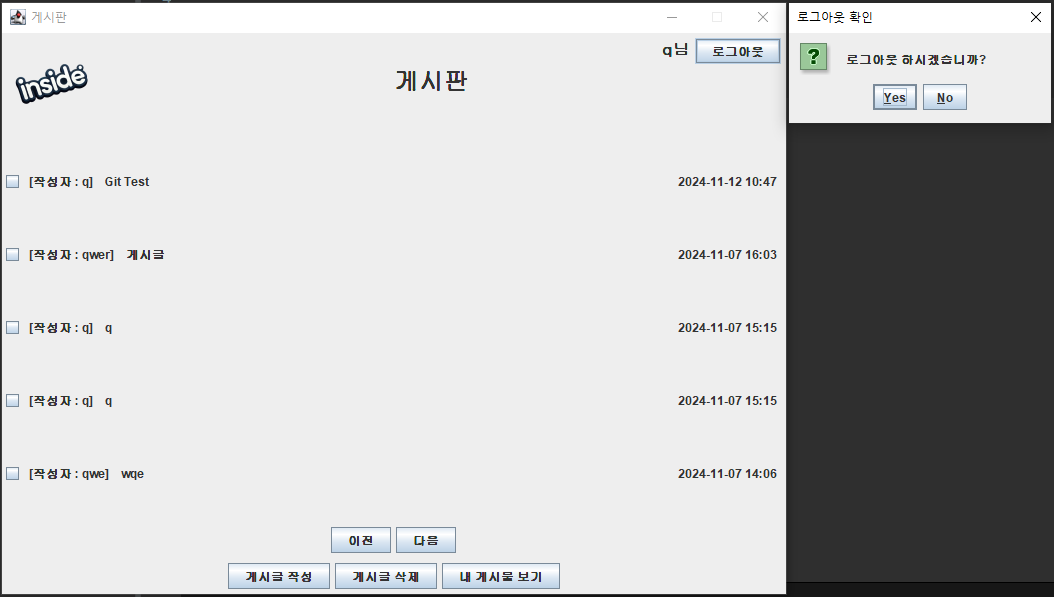 게시판
q님 로그아웃
inside
게시판
[작성자 : q] Git Test 2024-11-12 10:47
[작성자 : qwer] 게시글 2024-11-07 16:03
[작성자 : q] q 2024-11-07 15:15
[작성자 : q] q 2024-11-07 15:15
[작성자 : qwe] wqe 2024-11-07 14:06
이전 다음
게시글 작성 게시글 삭제 내 게시물 보기
로그아웃 확인
? 로그아웃 하시겠습니까?
Yes No